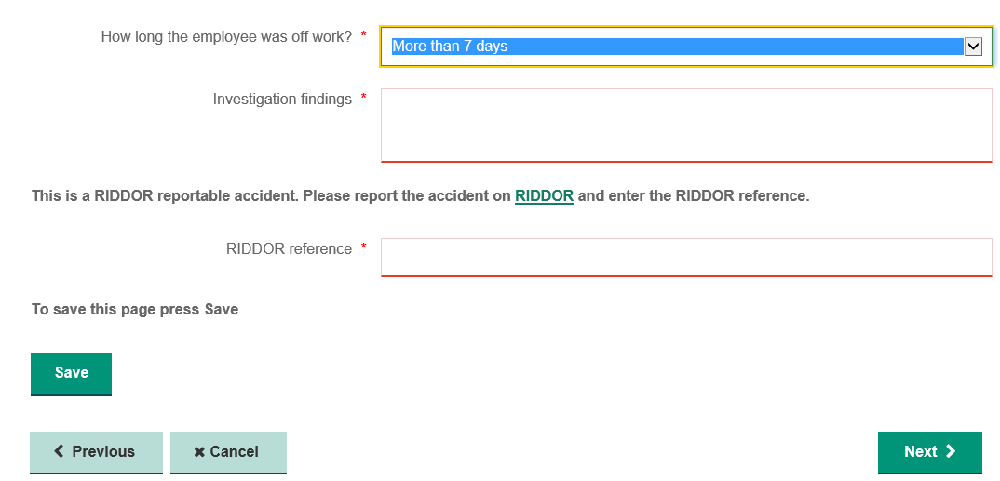 How long the employee was off work? * More than 7 days
Investigation findings *
This is a RIDDOR reportable accident. Please report the accident on RIDDOR and enter the RIDDOR reference.
RIDDOR reference *
To save this page press Save
Save
Previous Cancel Next